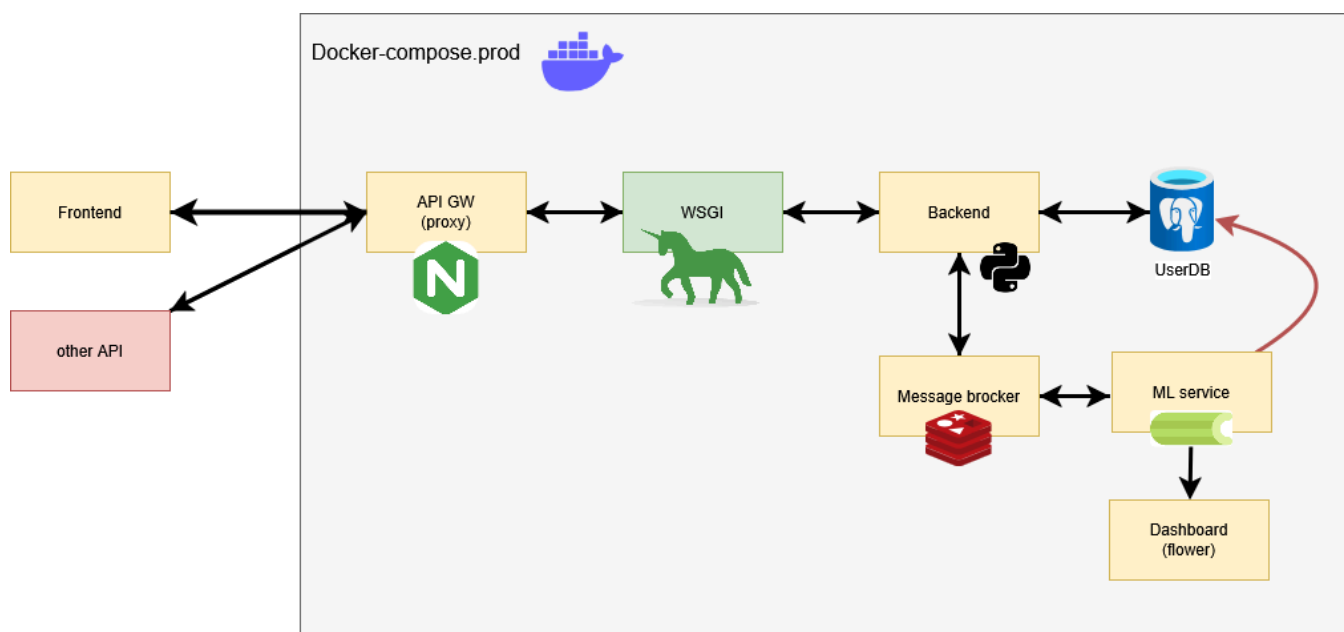 Docker-compose.prod
Frontend
API GW
(proxy)
N
WSGI
Backend
UserDB
other API
Message brocker
ML service
Dashboard
(flower)